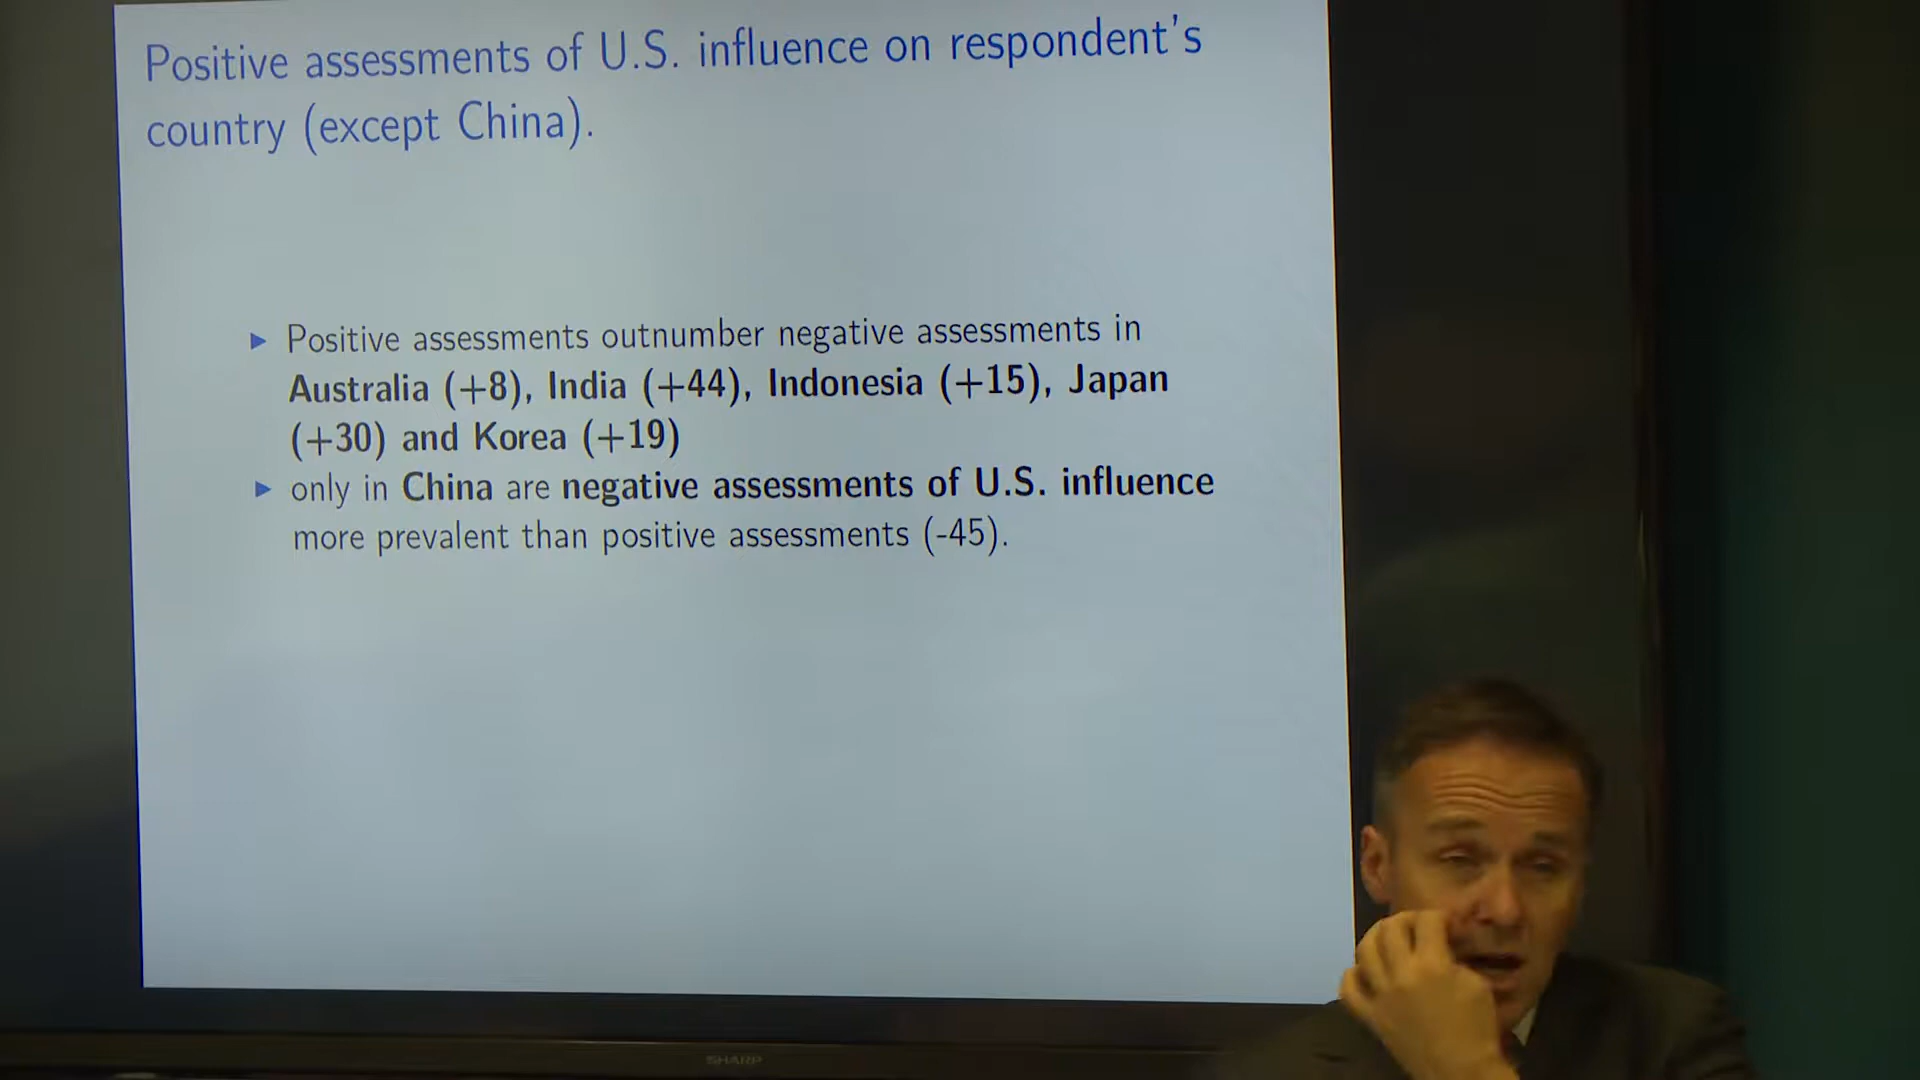 Positive assessments of U.S. influence on respondent's
country (except China).
▶ Positive assessments outnumber negative assessments in
Australia (+8), India (+44), Indonesia (+15), Japan
(+30) and Korea (+19)
▶ only in China are negative assessments of U.S. influence
more prevalent than positive assessments (-45).
SHARP